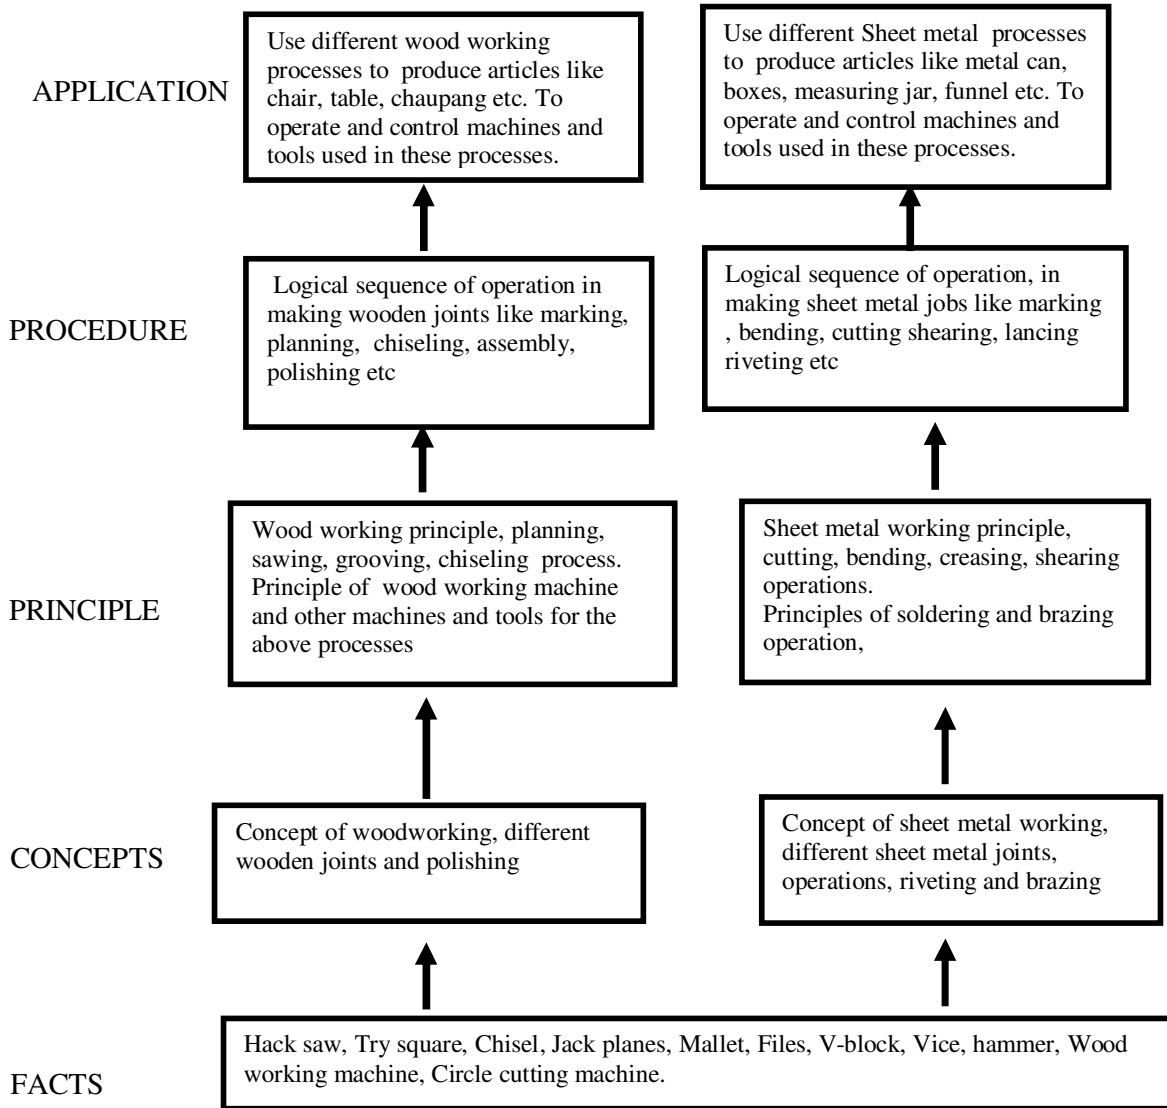 APPLICATION
Use different wood working
processes to  produce articles like
chair, table, chaupang etc. To
operate and control machines and
tools used in these processes.
Use different Sheet metal  processes
to  produce articles like metal can,
boxes, measuring jar, funnel etc. To
operate and control machines and
tools used in these processes.
PROCEDURE
Logical sequence of operation in
making wooden joints like marking,
planning,  chiseling, assembly,
polishing etc
Logical sequence of operation, in
making sheet metal jobs like marking
, bending, cutting shearing, lancing
riveting etc
PRINCIPLE
Wood working principle, planning,
sawing, grooving, chiseling  process.
Principle of  wood working machine
and other machines and tools for the
above processes
Sheet metal working principle,
cutting, bending, creasing, shearing
operations.
Principles of soldering and brazing
operation,
CONCEPTS
Concept of woodworking, different
wooden joints and polishing
Concept of sheet metal working,
different sheet metal joints,
operations, riveting and brazing
FACTS
Hack saw, Try square, Chisel, Jack planes, Mallet, Files, V-block, Vice, hammer, Wood
working machine, Circle cutting machine.